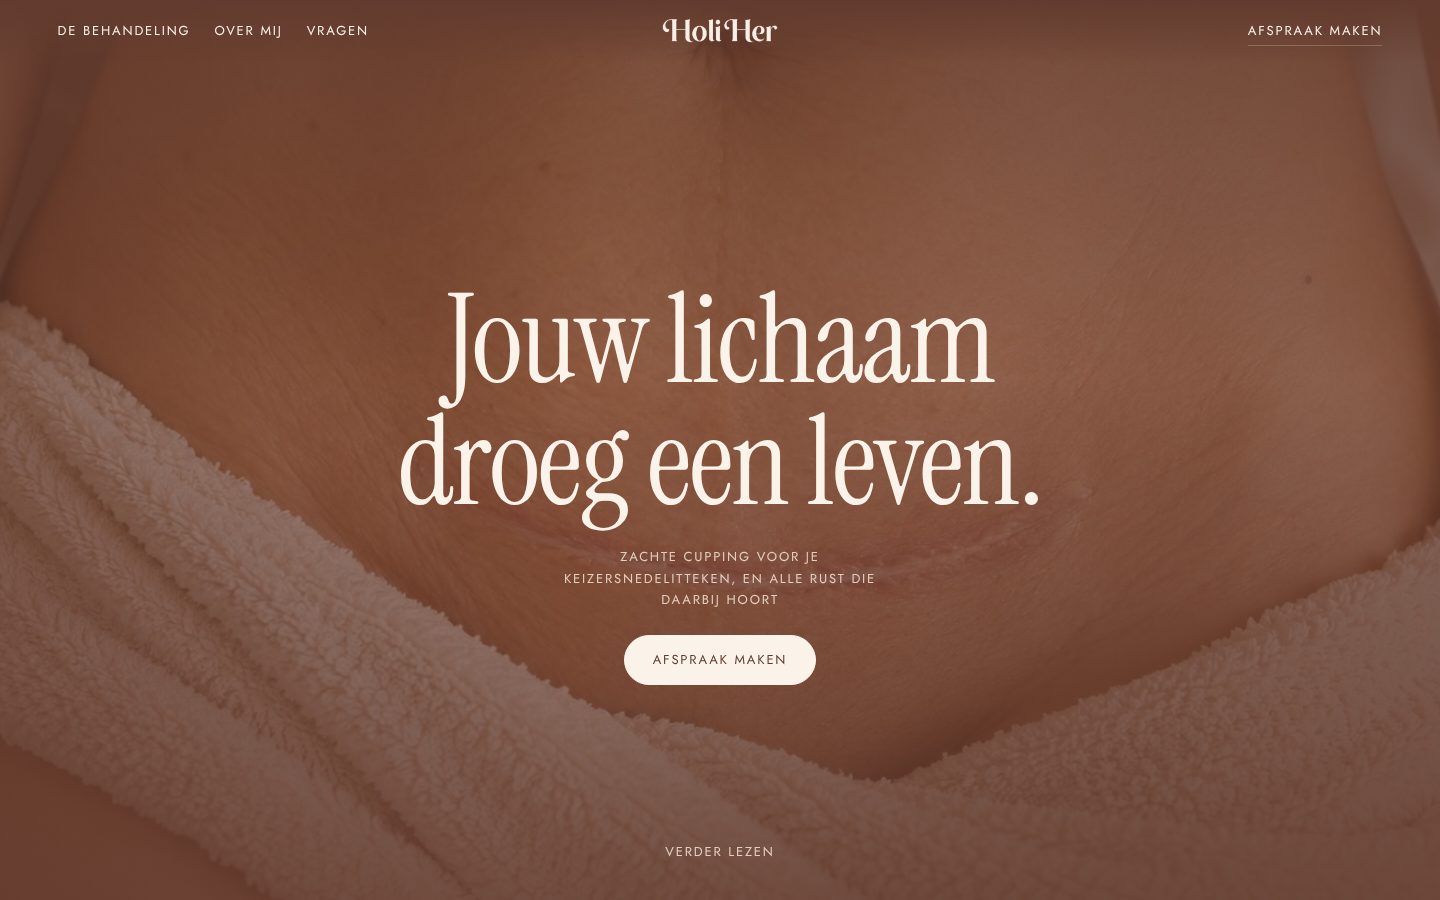 DE BEHANDELING
OVER MIJ
VRAGEN
HoliHer
AFSPRAAK MAKEN
Jouw lichaam
droeg een leven.
ZACHTE CUPPING VOOR JE
KEIZERSNEDELITTEKEN, EN ALLE RUST DIE
DAARBIJ HOORT
AFSPRAAK MAKEN
VERDER LEZEN